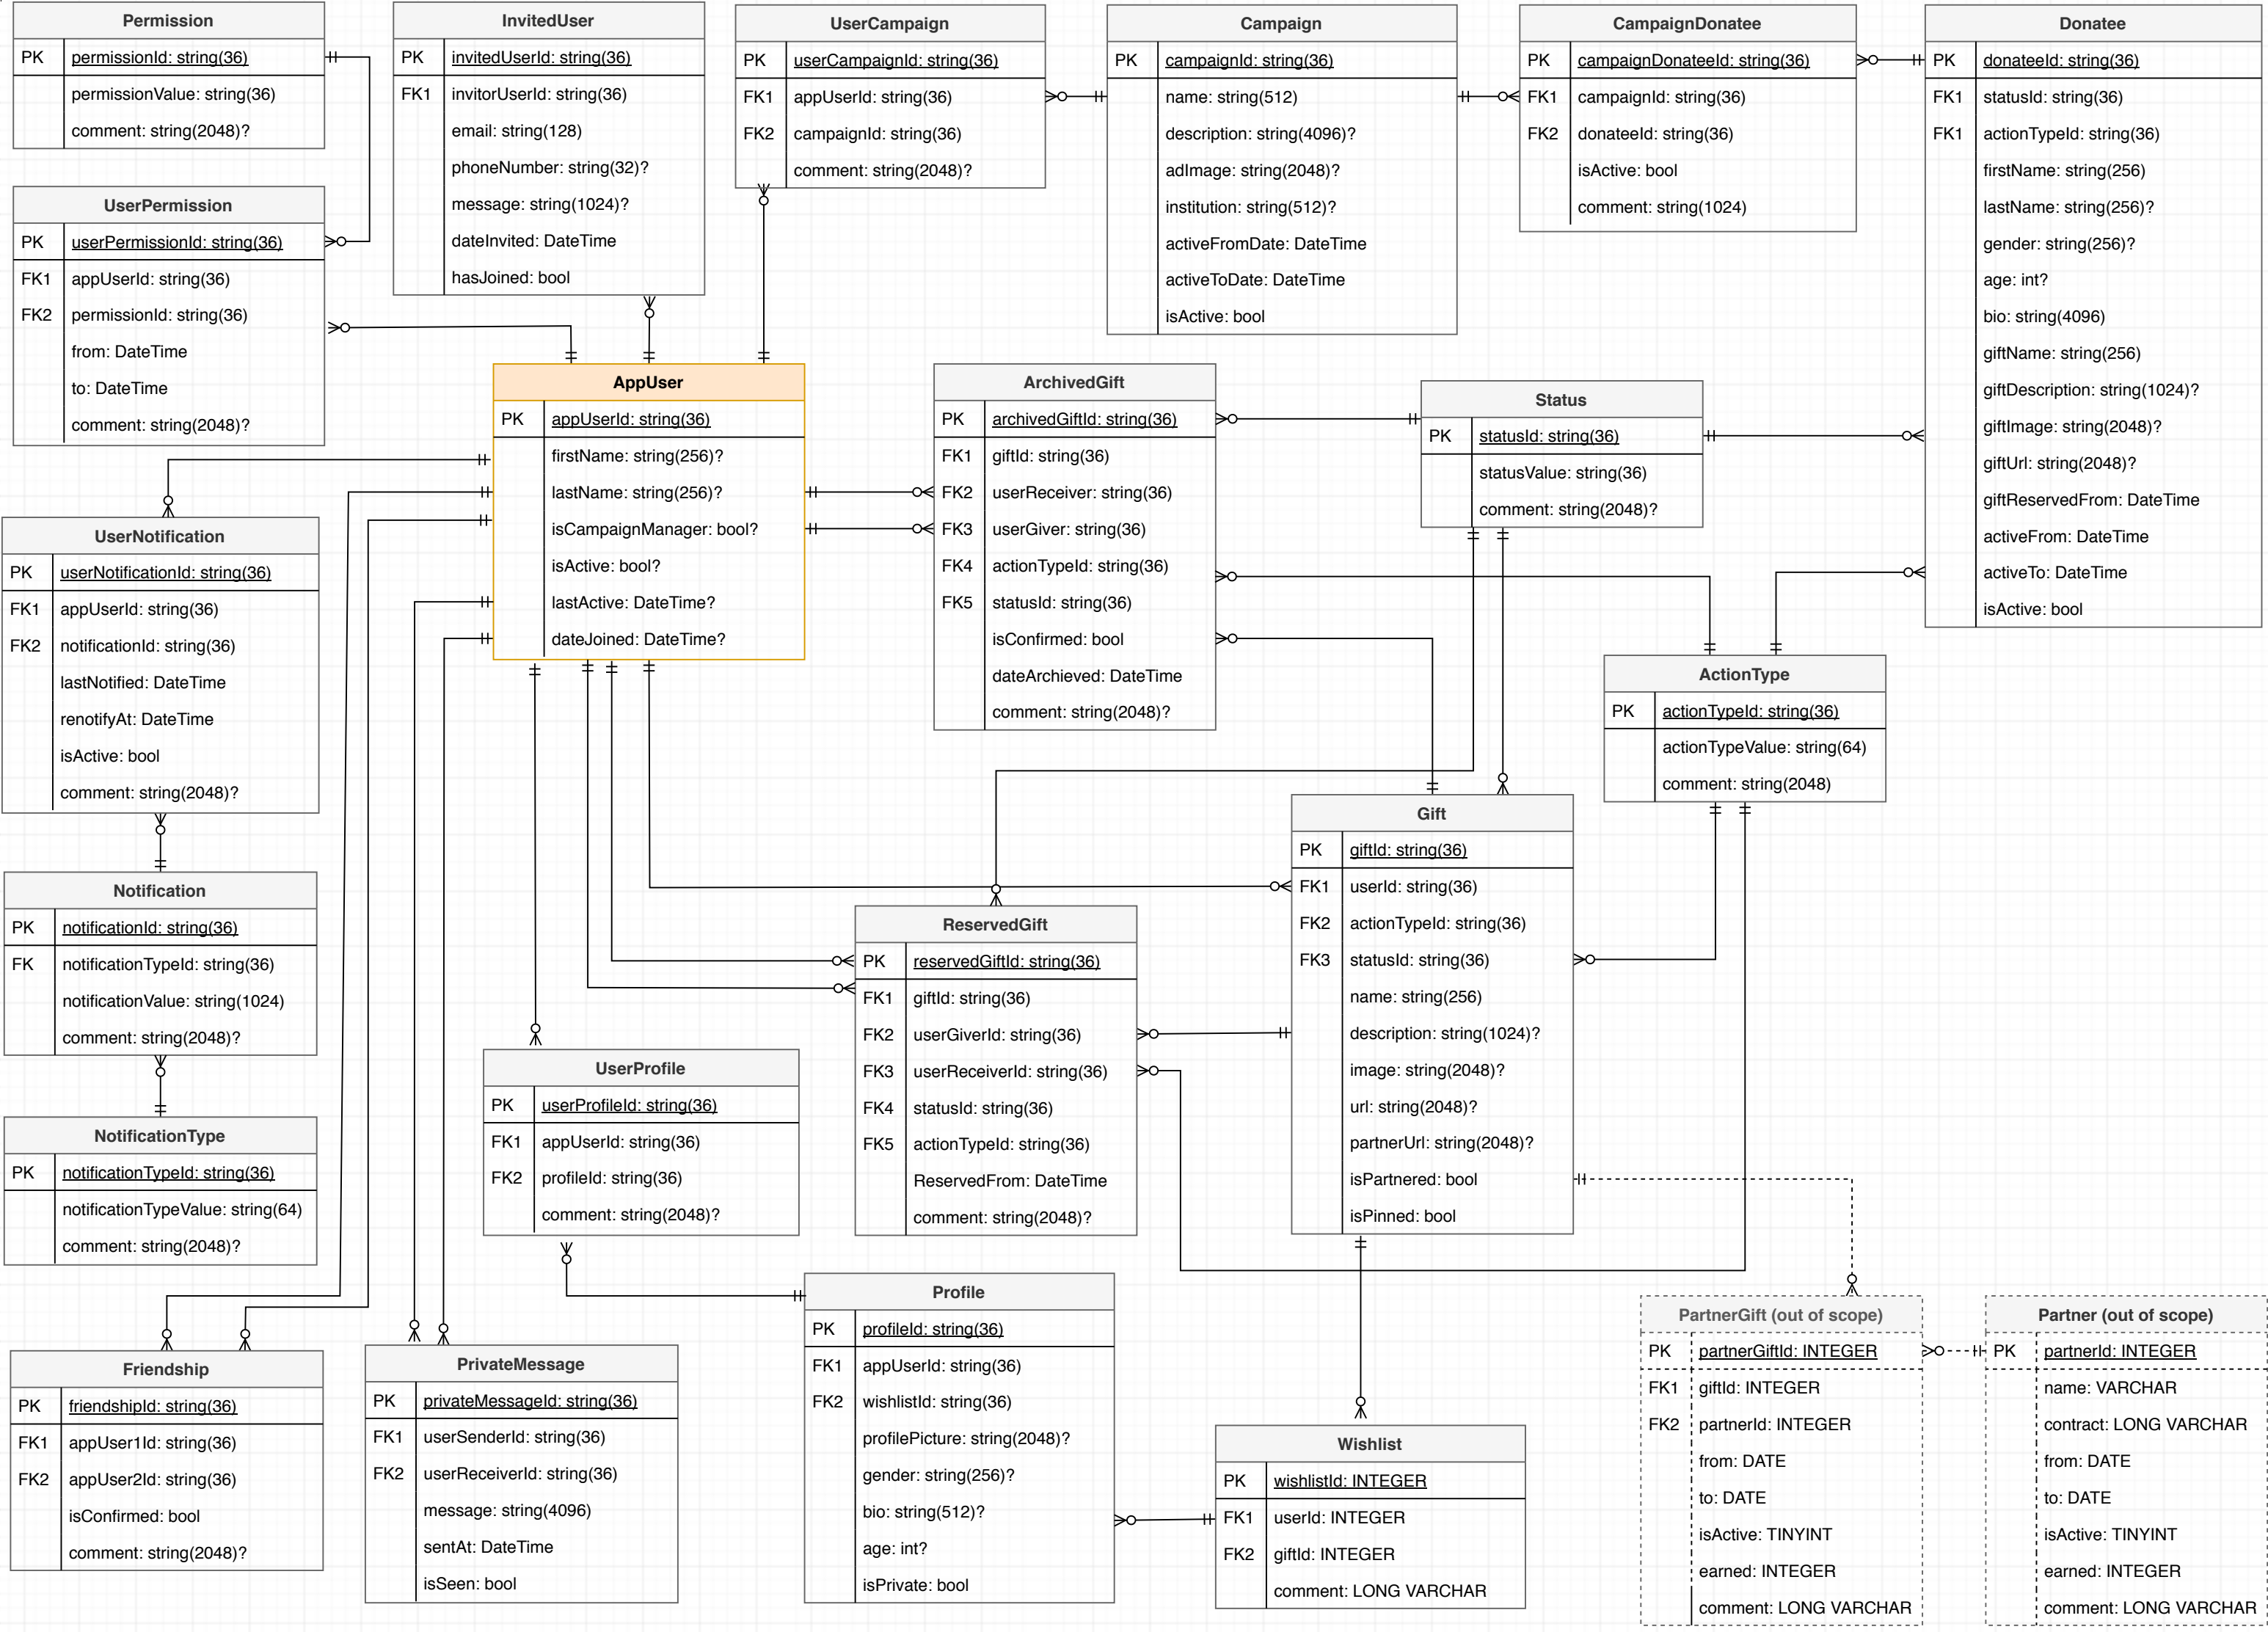 Permission
PK permissionId: string(36)
permissionValue: string(36)
comment: string(2048)?
InvitedUser
PK invitedUserId: string(36)
FK1 invitorUserId: string(36)
email: string(128)
phoneNumber: string(32)?
message: string(1024)?
dateInvited: DateTime
hasJoined: bool
UserCampaign
PK userCampaignId: string(36)
FK1 appUserId: string(36)
FK2 campaignId: string(36)
comment: string(2048)?
Campaign
PK campaignId: string(36)
name: string(512)
description: string(4096)?
adImage: string(2048)?
institution: string(512)?
activeFromDate: DateTime
activeToDate: DateTime
isActive: bool
CampaignDonatee
PK campaignDonateeId: string(36)
FK1 campaignId: string(36)
FK2 donateeId: string(36)
isActive: bool
comment: string(1024)
Donatee
PK donateeId: string(36)
FK1 statusId: string(36)
FK1 actionTypeId: string(36)
firstName: string(256)
lastName: string(256)?
gender: string(256)?
age: int?
bio: string(4096)
giftName: string(256)
giftDescription: string(1024)?
giftImage: string(2048)?
giftUrl: string(2048)?
giftReservedFrom: DateTime
activeFrom: DateTime
activeTo: DateTime
isActive: bool
UserPermission
PK userPermissionId: string(36)
FK1 appUserId: string(36)
FK2 permissionId: string(36)
from: DateTime
to: DateTime
comment: string(2048)?
AppUser
PK appUserId: string(36)
firstName: string(256)?
lastName: string(256)?
isCampaignManager: bool?
isActive: bool?
lastActive: DateTime?
dateJoined: DateTime?
ArchivedGift
PK archivedGiftId: string(36)
FK1 giftId: string(36)
FK2 userReceiver: string(36)
FK3 userGiver: string(36)
FK4 actionTypeId: string(36)
FK5 statusId: string(36)
isConfirmed: bool
dateArchieved: DateTime
comment: string(2048)?
Status
PK statusId: string(36)
statusValue: string(36)
comment: string(2048)?
UserNotification
PK userNotificationId: string(36)
FK1 appUserId: string(36)
FK2 notificationId: string(36)
lastNotified: DateTime
renotifyAt: DateTime
isActive: bool
comment: string(2048)?
ActionType
PK actionTypeId: string(36)
actionTypeValue: string(64)
comment: string(2048)
Gift
PK giftId: string(36)
FK1 userId: string(36)
FK2 actionTypeId: string(36)
FK3 statusId: string(36)
name: string(256)
description: string(1024)?
image: string(2048)?
url: string(2048)?
partnerUrl: string(2048)?
isPartnered: bool
isPinned: bool
Notification
PK notificationId: string(36)
FK notificationTypeId: string(36)
notificationValue: string(1024)
comment: string(2048)?
ReservedGift
PK reservedGiftId: string(36)
FK1 giftId: string(36)
FK2 userGiverId: string(36)
FK3 userReceiverId: string(36)
FK4 statusId: string(36)
FK5 actionTypeId: string(36)
ReservedFrom: DateTime
comment: string(2048)?
UserProfile
PK userProfileId: string(36)
FK1 appUserId: string(36)
FK2 profileId: string(36)
comment: string(2048)?
NotificationType
PK notificationTypeId: string(36)
notificationTypeValue: string(64)
comment: string(2048)?
Profile
PK profileId: string(36)
FK1 appUserId: string(36)
FK2 wishlistId: string(36)
profilePicture: string(2048)?
gender: string(256)?
bio: string(512)?
age: int?
isPrivate: bool
PartnerGift (out of scope)
PK partnerGiftId: INTEGER
FK1 giftId: INTEGER
FK2 partnerId: INTEGER
from: DATE
to: DATE
isActive: TINYINT
earned: INTEGER
comment: LONG VARCHAR
Partner (out of scope)
PK partnerId: INTEGER
name: VARCHAR
contract: LONG VARCHAR
from: DATE
to: DATE
isActive: TINYINT
earned: INTEGER
comment: LONG VARCHAR
Friendship
PK friendshipId: string(36)
FK1 appUser1Id: string(36)
FK2 appUser2Id: string(36)
isConfirmed: bool
comment: string(2048)?
PrivateMessage
PK privateMessageId: string(36)
FK1 userSenderId: string(36)
FK2 userReceiverId: string(36)
message: string(4096)
sentAt: DateTime
isSeen: bool
Wishlist
PK wishlistId: INTEGER
FK1 userId: INTEGER
FK2 giftId: INTEGER
comment: LONG VARCHAR